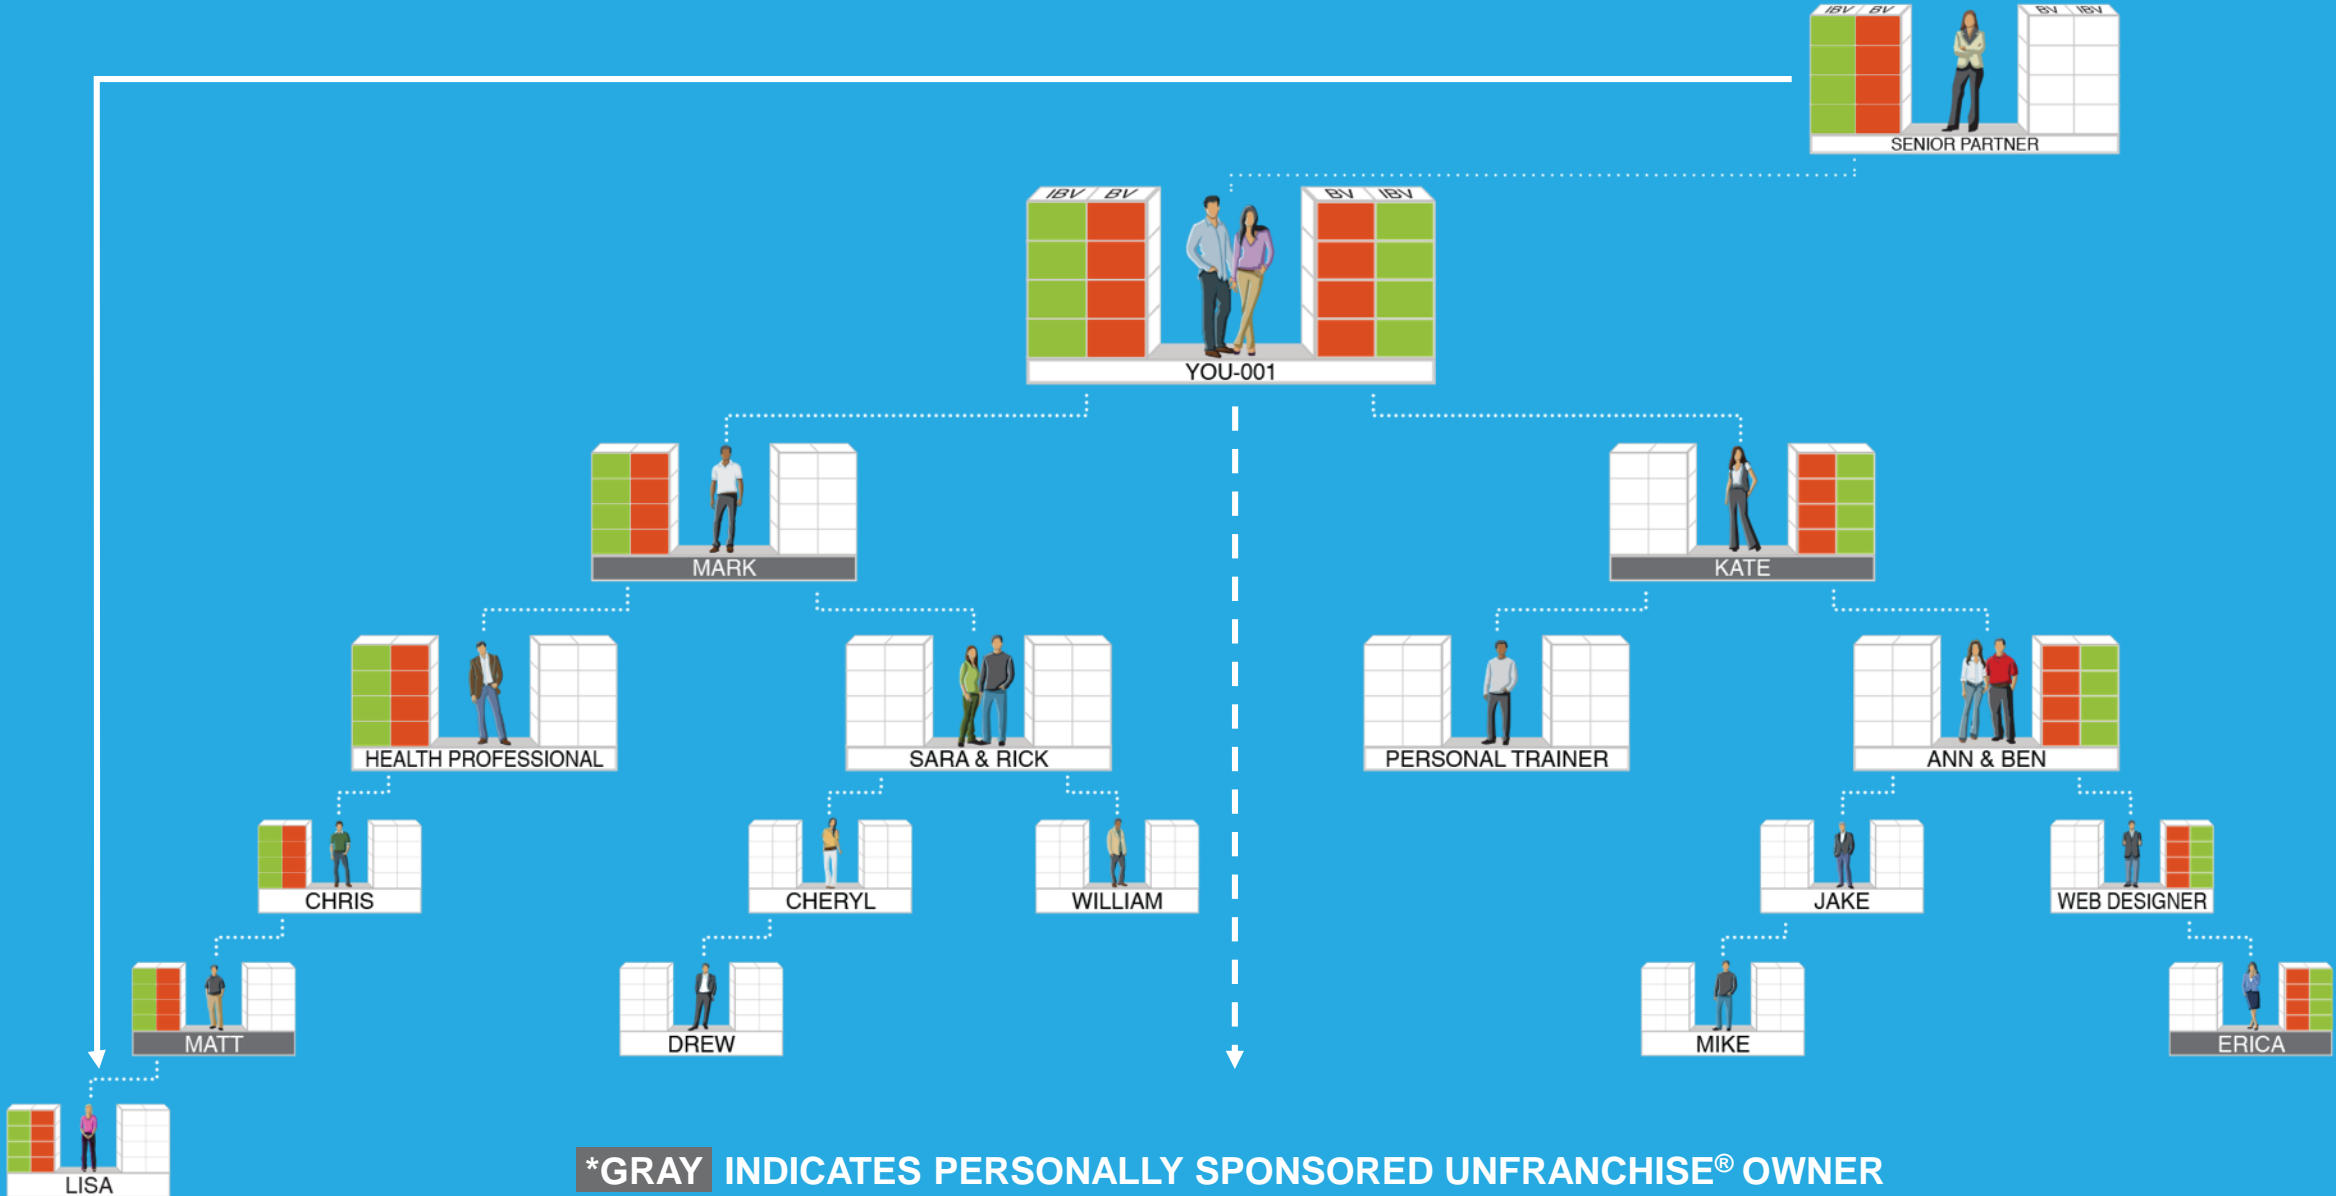 IBV BV BV IBV
SENIOR PARTNER
IBV BV BV IBV
YOU-001
MARK
KATE
HEALTH PROFESSIONAL
SARA & RICK
PERSONAL TRAINER
ANN & BEN
CHRIS
CHERYL
WILLIAM
JAKE
WEB DESIGNER
MATT
DREW
MIKE
ERICA
LISA
*GRAY INDICATES PERSONALLY SPONSORED UNFRANCHISE® OWNER